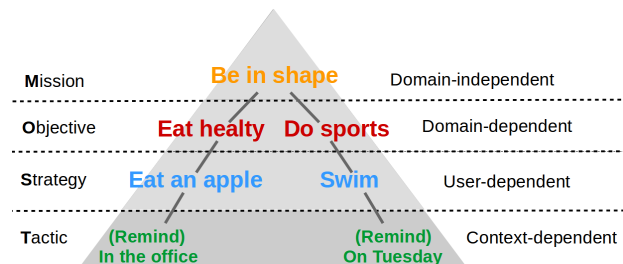 Be in shape
Mission
Domain-independent
Objective
Eat healty
Do sports
Domain-dependent
Strategy
Eat an apple
Swim
User-dependent
Tactic
(Remind)
In the office
(Remind)
On Tuesday
Context-dependent